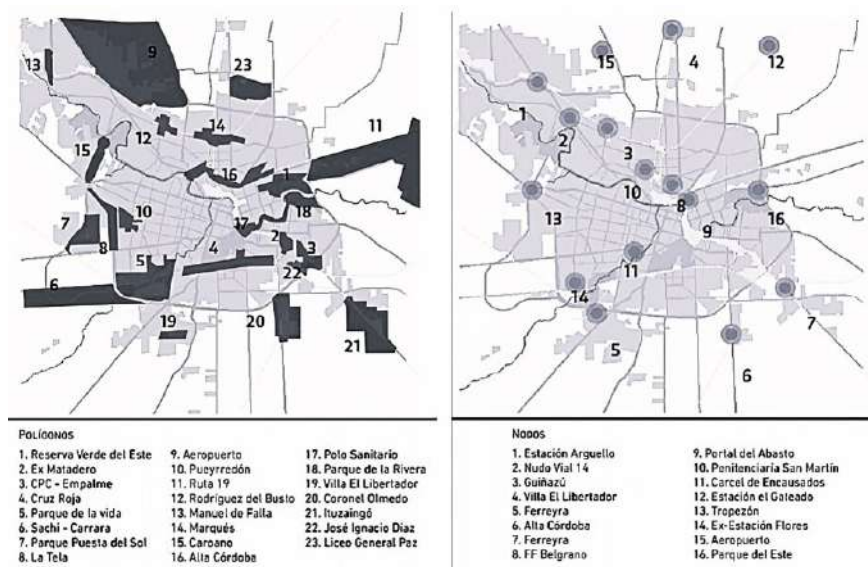 9
13
23
11
12
14
15
16
1
10
18
7
17
8
4
2
3
5
22
6
19
20
21
POLÍGONOS
1. Reserva Verde del Este
2. Ex Matadero
3. CPC - Empalme
4. Cruz Roja
5. Parque de la vida
6. Sachi - Carrara
7. Parque Puesta del Sol
8. La Tela
9. Aeropuerto
10. Pueyrredón
11. Ruta 19
12. Rodríguez del Busto
13. Manuel de Falla
14. Marqués
15. Caroano
16. Alta Córdoba
17. Polo Sanitario
18. Parque de la Rivera
19. Villa El Libertador
20. Coronel Olmedo
21. Ituzaingó
22. José Ignacio Díaz
23. Liceo General Paz
15
4
12
1
2
3
10
8
13
16
9
11
14
5
7
6
NODOS
1. Estación Arguello
2. Nudo Vial 14
3. Guiñazú
4. Villa El Libertador
5. Ferreyra
6. Alta Córdoba
7. Ferreyra
8. FF Belgrano
9. Portal del Abasto
10. Penitenciaría San Martín
11. Carcel de Encausados
12. Estación el Gateado
13. Tropezón
14. Ex-Estación Flores
15. Aeropuerto
16. Parque del Este